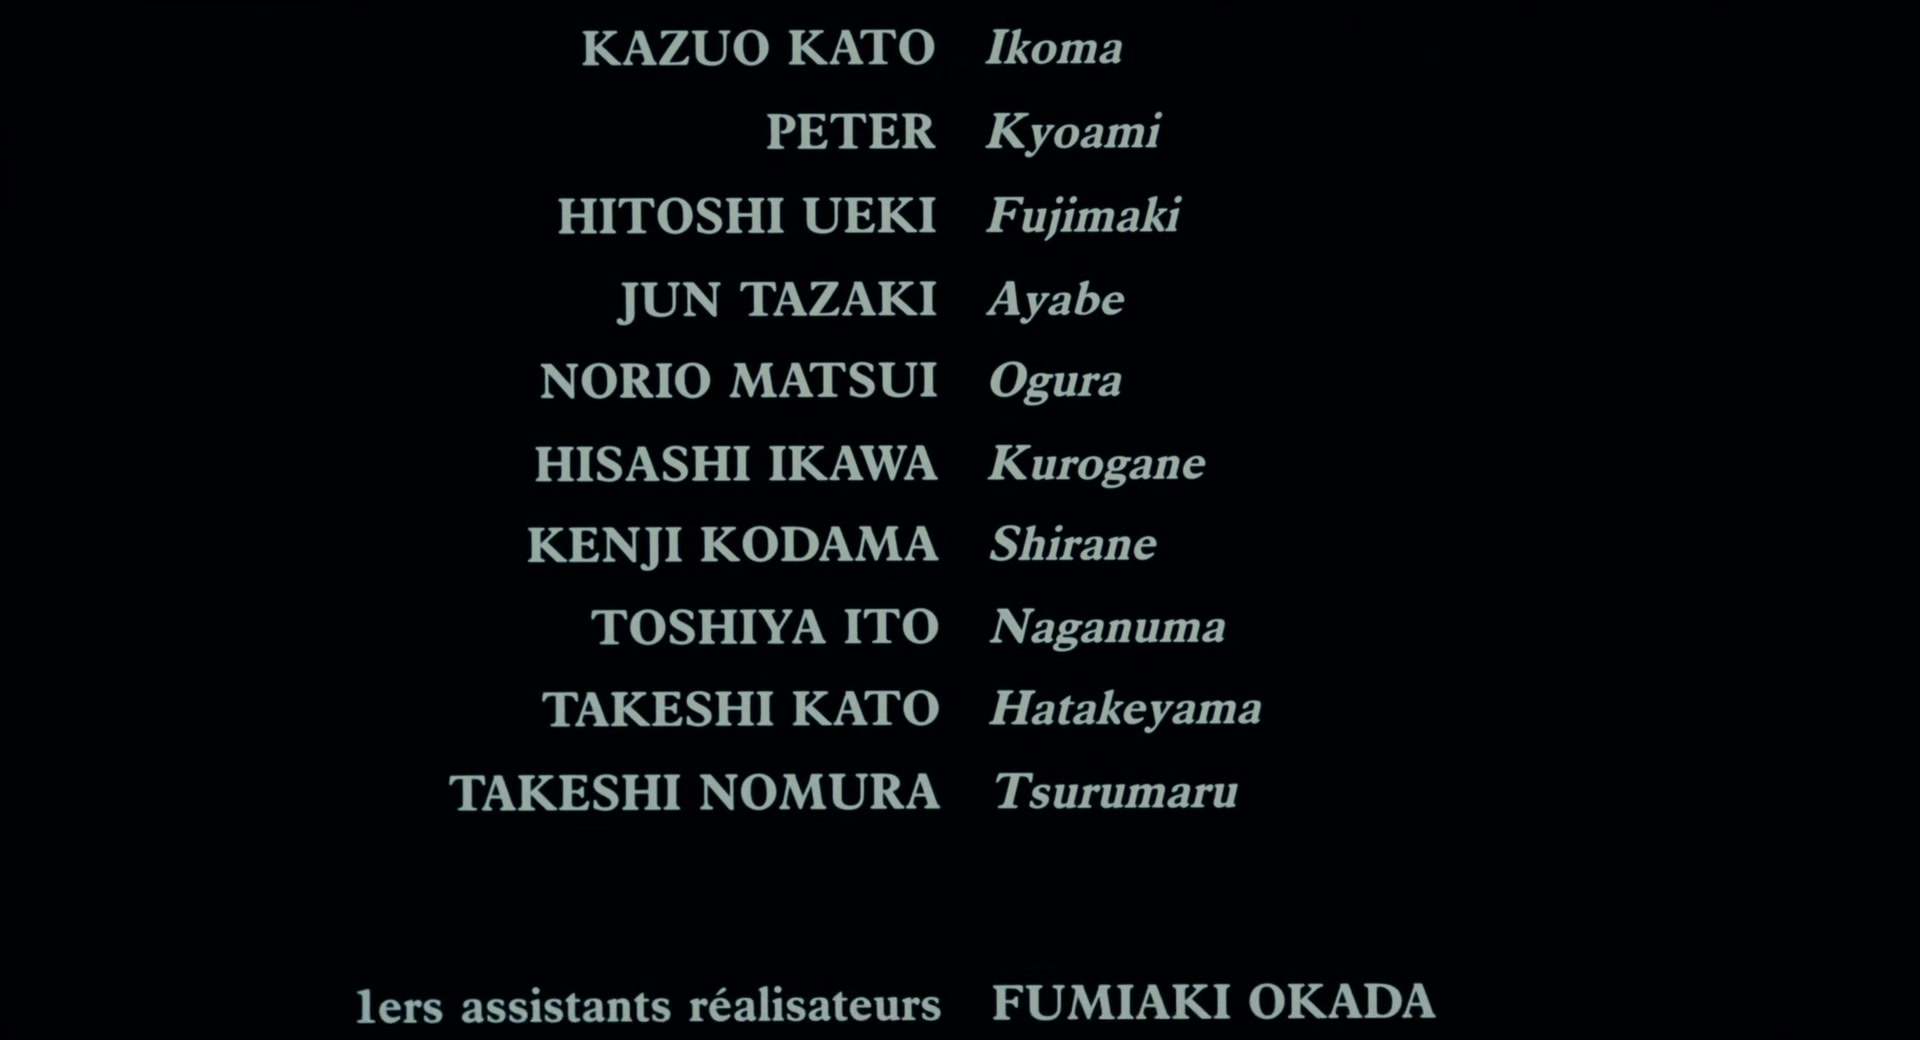 KAZUO KATO Ikoma
PETER Kyoami
HITOSHI UEKI Fujimaki
JUN TAZAKI Ayabe
NORIO MATSUI Ogura
HISASHI IKAWA Kurogane
KENJI KODAMA Shirane
TOSHIYA ITO Naganuma
TAKESHI KATO Hatakeyama
TAKESHI NOMURA Tsurumaru
1ers assistants réalisateurs FUMIAKI OKADA